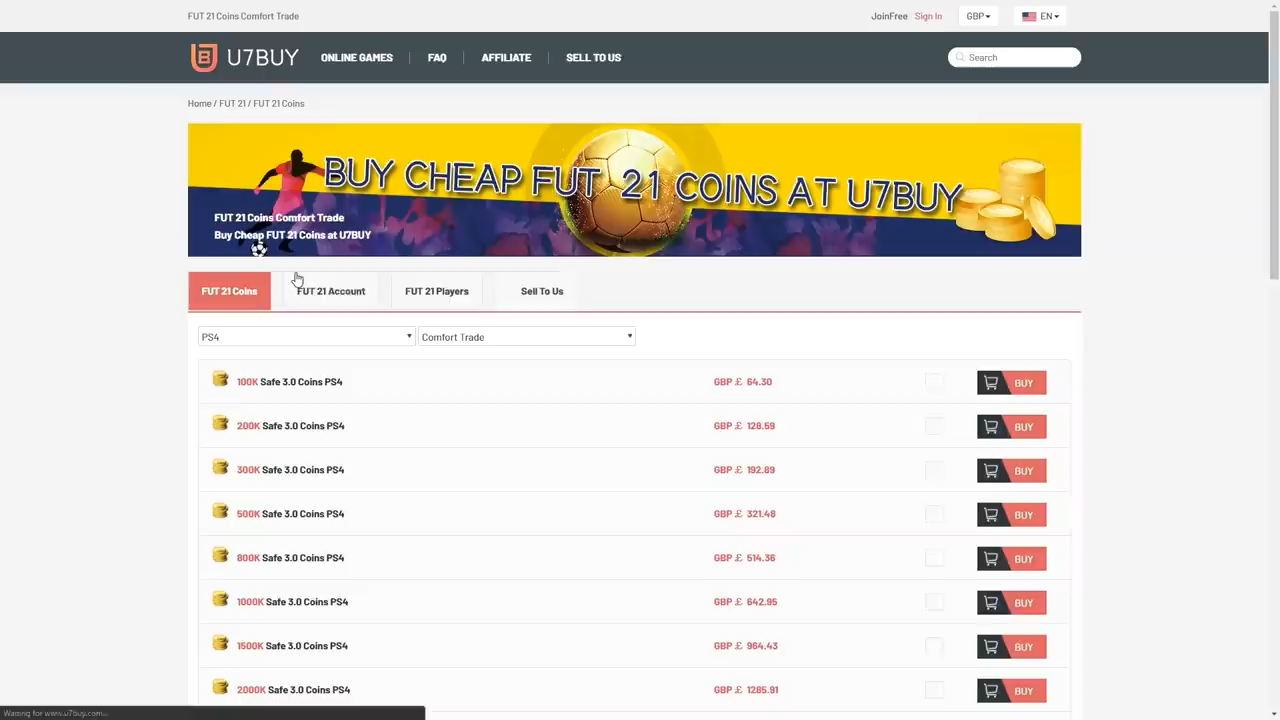 FUT 21 Coins Comfort Trade
JoinFree Sign In GBP EN
U7BUY ONLINE GAMES FAQ AFFILIATE SELL TO US Search
Home / FUT 21 / FUT 21 Coins
BUY CHEAP FUT 21 COINS AT U7BUY
FUT 21 Coins Comfort Trade
Buy Cheap FUT 21 Coins at U7BUY
FUT 21 Coins FUT 21 Account FUT 21 Players Sell To Us
PS4 Comfort Trade
100K Safe 3.0 Coins PS4 GBP £ 64.30 BUY
200K Safe 3.0 Coins PS4 GBP £ 128.59 BUY
300K Safe 3.0 Coins PS4 GBP £ 192.89 BUY
500K Safe 3.0 Coins PS4 GBP £ 321.48 BUY
800K Safe 3.0 Coins PS4 GBP £ 514.36 BUY
1000K Safe 3.0 Coins PS4 GBP £ 642.95 BUY
1500K Safe 3.0 Coins PS4 GBP £ 964.43 BUY
2000K Safe 3.0 Coins PS4 GBP £ 1285.91 BUY
Waiting for www.u7buy.com...